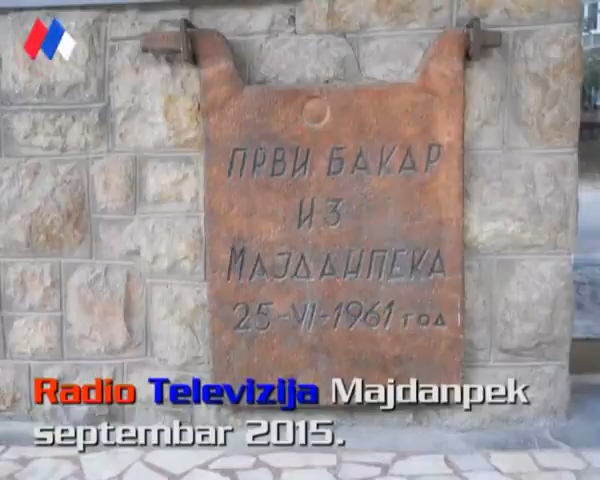 ПРВИ БАКАР
ИЗ
МАЈДАНПЕКА
25-VI-1961 год
Radio Televizija Majdanpek
septembar 2015.